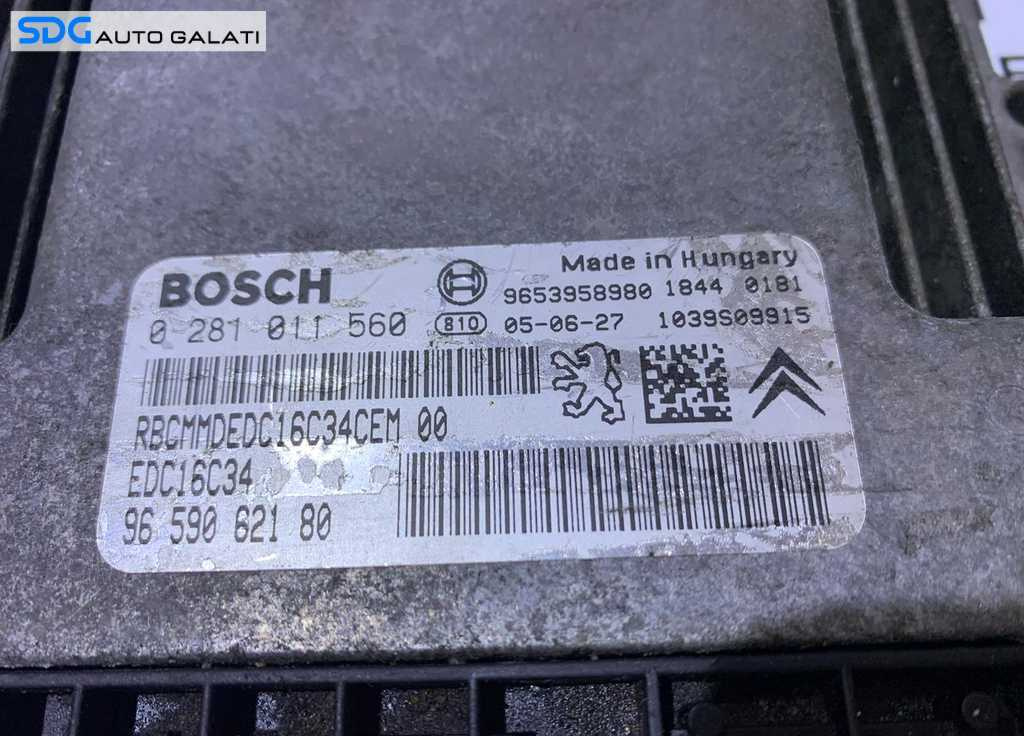 SDG AUTO GALATI
BOSCH
Made in Hungary
9653958980 1844 0181
0 281 011 560 810 05-06-27 1039S09915
RBCMMDEDC16C34CEM 00
EDC16C34
96 590 621 80